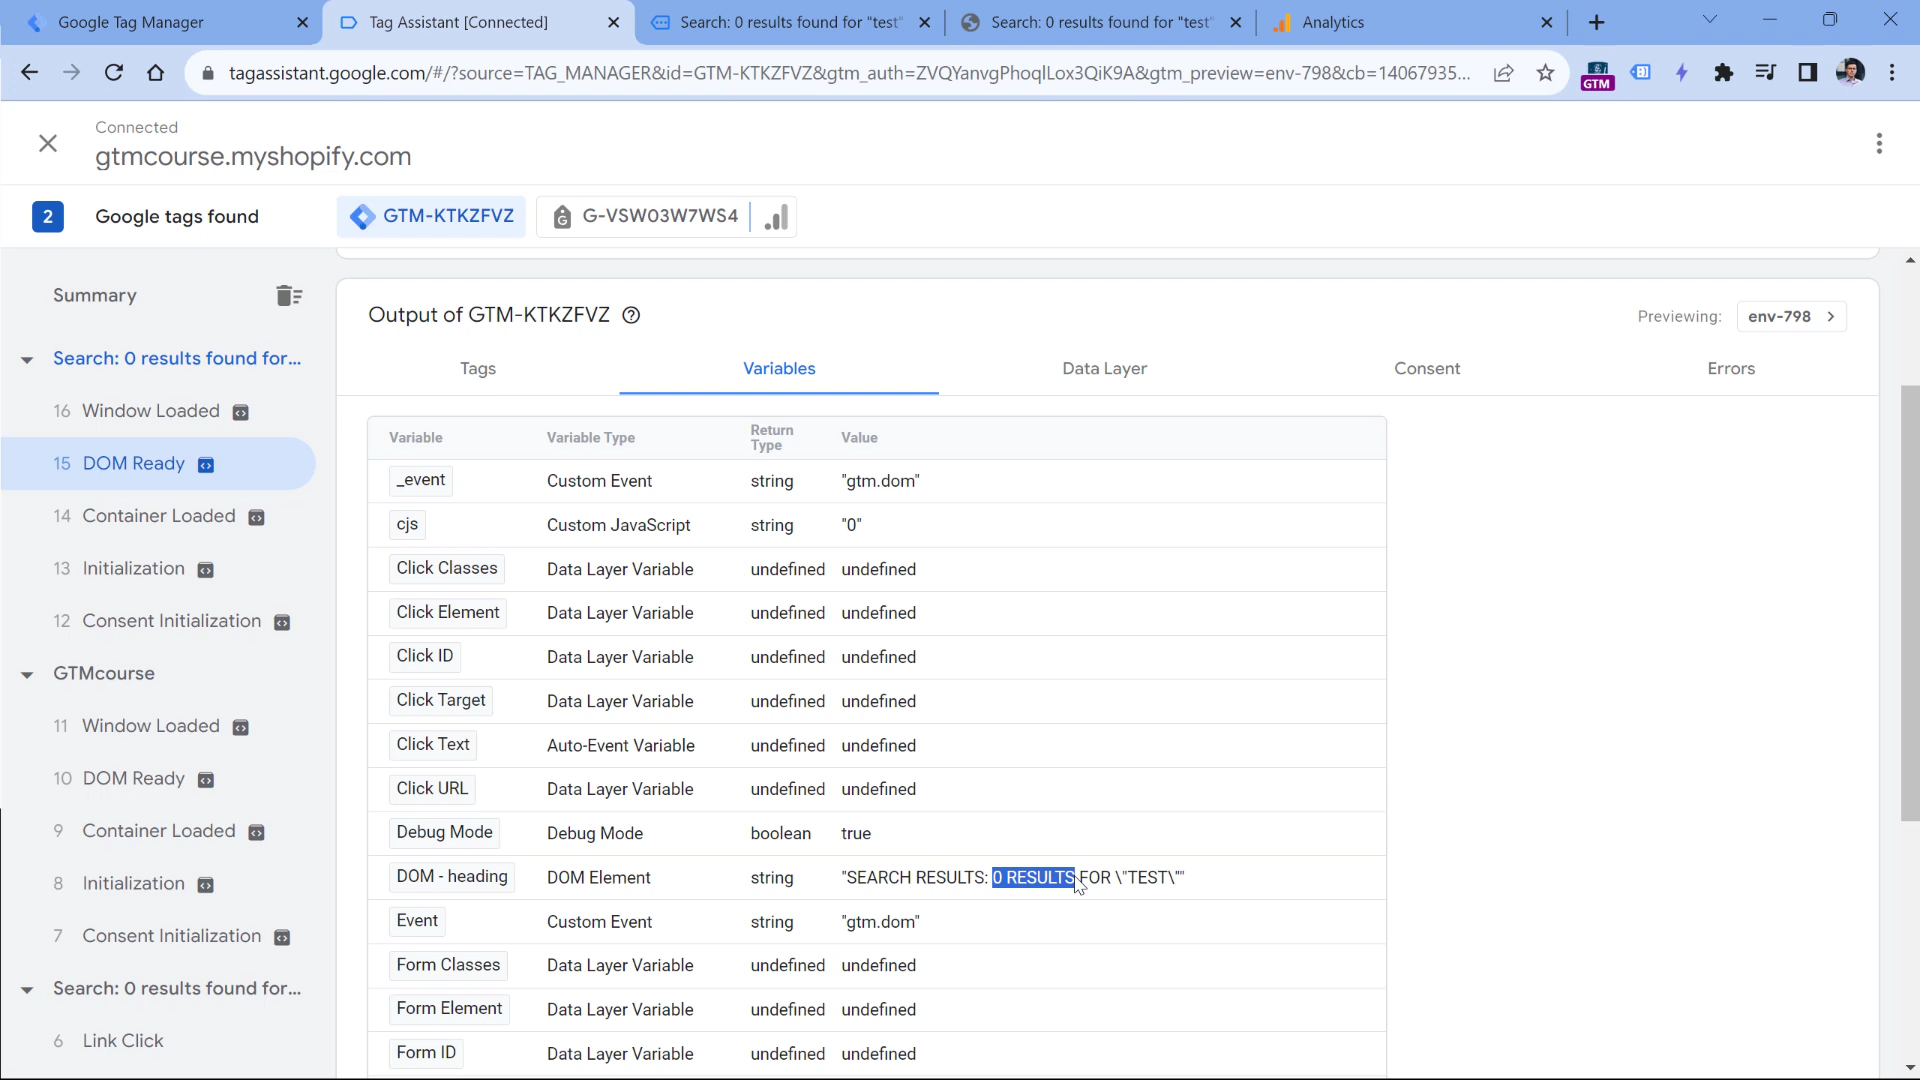 Google Tag Manager
Tag Assistant [Connected]
Search: 0 results found for "test"
Search: 0 results found for "test"
Analytics
tagassistant.google.com/#/?source=TAG_MANAGER&id=GTM-KTKZFVZ&gtm_auth=ZVQYanvgPhoqlLox3QiK9A&gtm_preview=env-798&cb=14067935...
GTM
Connected
gtmcourse.myshopify.com
2 Google tags found
GTM-KTKZFVZ
G-VSW03W7WS4
Summary
Search: 0 results found for...
16 Window Loaded
15 DOM Ready
14 Container Loaded
13 Initialization
12 Consent Initialization
GTMcourse
11 Window Loaded
10 DOM Ready
9 Container Loaded
8 Initialization
7 Consent Initialization
Search: 0 results found for...
6 Link Click
Output of GTM-KTKZFVZ
Previewing: env-798
Tags Variables Data Layer Consent Errors
Variable Variable Type Return Type Value
_event Custom Event string "gtm.dom"
cjs Custom JavaScript string "0"
Click Classes Data Layer Variable undefined undefined
Click Element Data Layer Variable undefined undefined
Click ID Data Layer Variable undefined undefined
Click Target Data Layer Variable undefined undefined
Click Text Auto-Event Variable undefined undefined
Click URL Data Layer Variable undefined undefined
Debug Mode Debug Mode boolean true
DOM - heading DOM Element string "SEARCH RESULTS: 0 RESULTS FOR \"TEST\""
Event Custom Event string "gtm.dom"
Form Classes Data Layer Variable undefined undefined
Form Element Data Layer Variable undefined undefined
Form ID Data Layer Variable undefined undefined